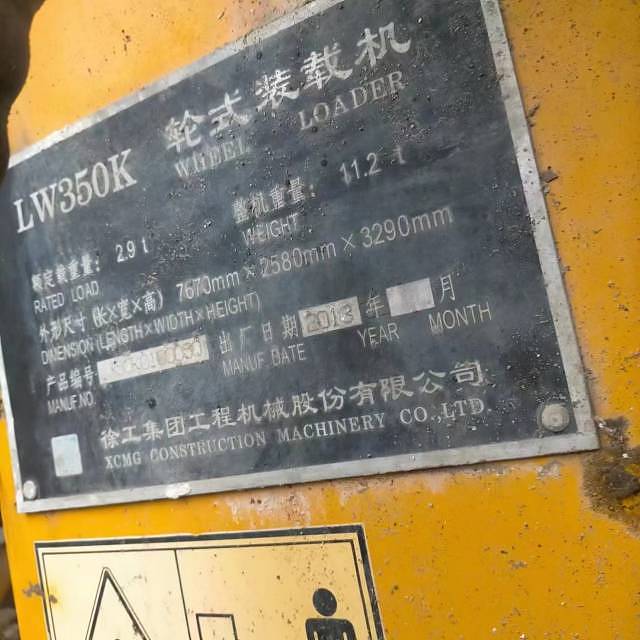 LW350K 轮式装载机
WHEEL LOADER
额定载重量: 2.9 t 整机重量: 11.2 t
RATED LOAD WEIGHT
外形尺寸 (长×宽×高) 7670mm × 2580mm × 3290mm
DIMENSION (LENGTH×WIDTH×HEIGHT)
产品编号: 出厂日期 2013 年 月
MANUF.NO. MANUF DATE YEAR MONTH
徐工集团工程机械股份有限公司
XCMG CONSTRUCTION MACHINERY CO.,LTD.